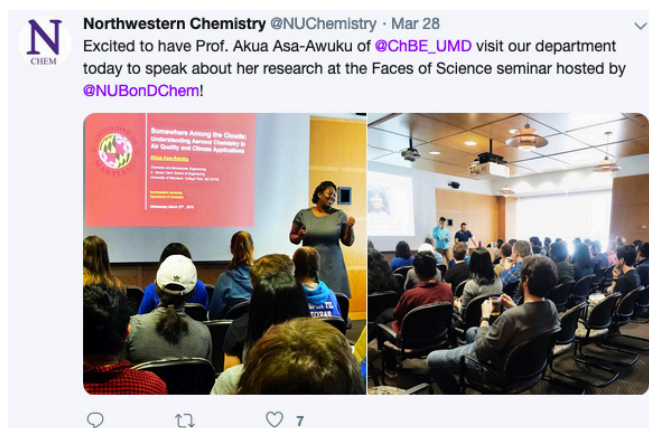 N
CHEM
Northwestern Chemistry @NUChemistry · Mar 28
Excited to have Prof. Akua Asa-Awuku of @ChBE_UMD visit our department
today to speak about her research at the Faces of Science seminar hosted by
@NUBonDChem!
Somewhere Among the Clouds:
Understanding Aerosol Chemistry in
Air Quality and Climate Applications
Akua Asa-Awuku
7